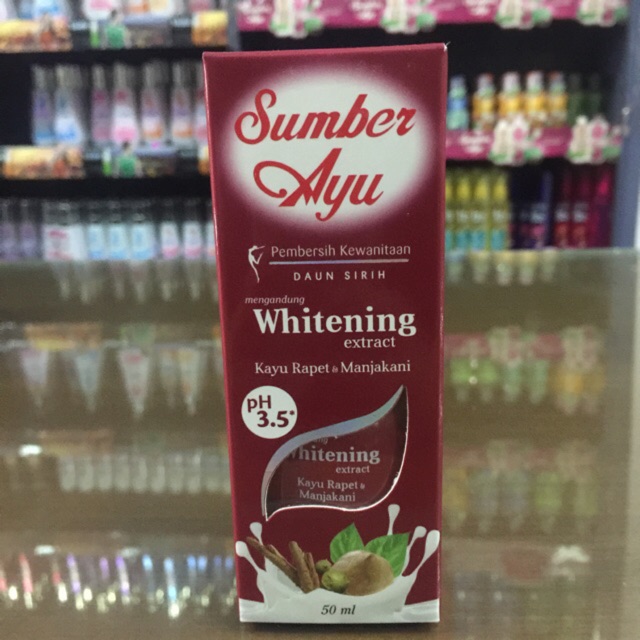 Sumber
Ayu
Pembersih Kewanitaan
DAUN SIRIH
mengandung
Whitening
extract
Kayu Rapet & Manjakani
pH
3.5*
Whitening
extract
Kayu Rapet &
Manjakani
50 ml